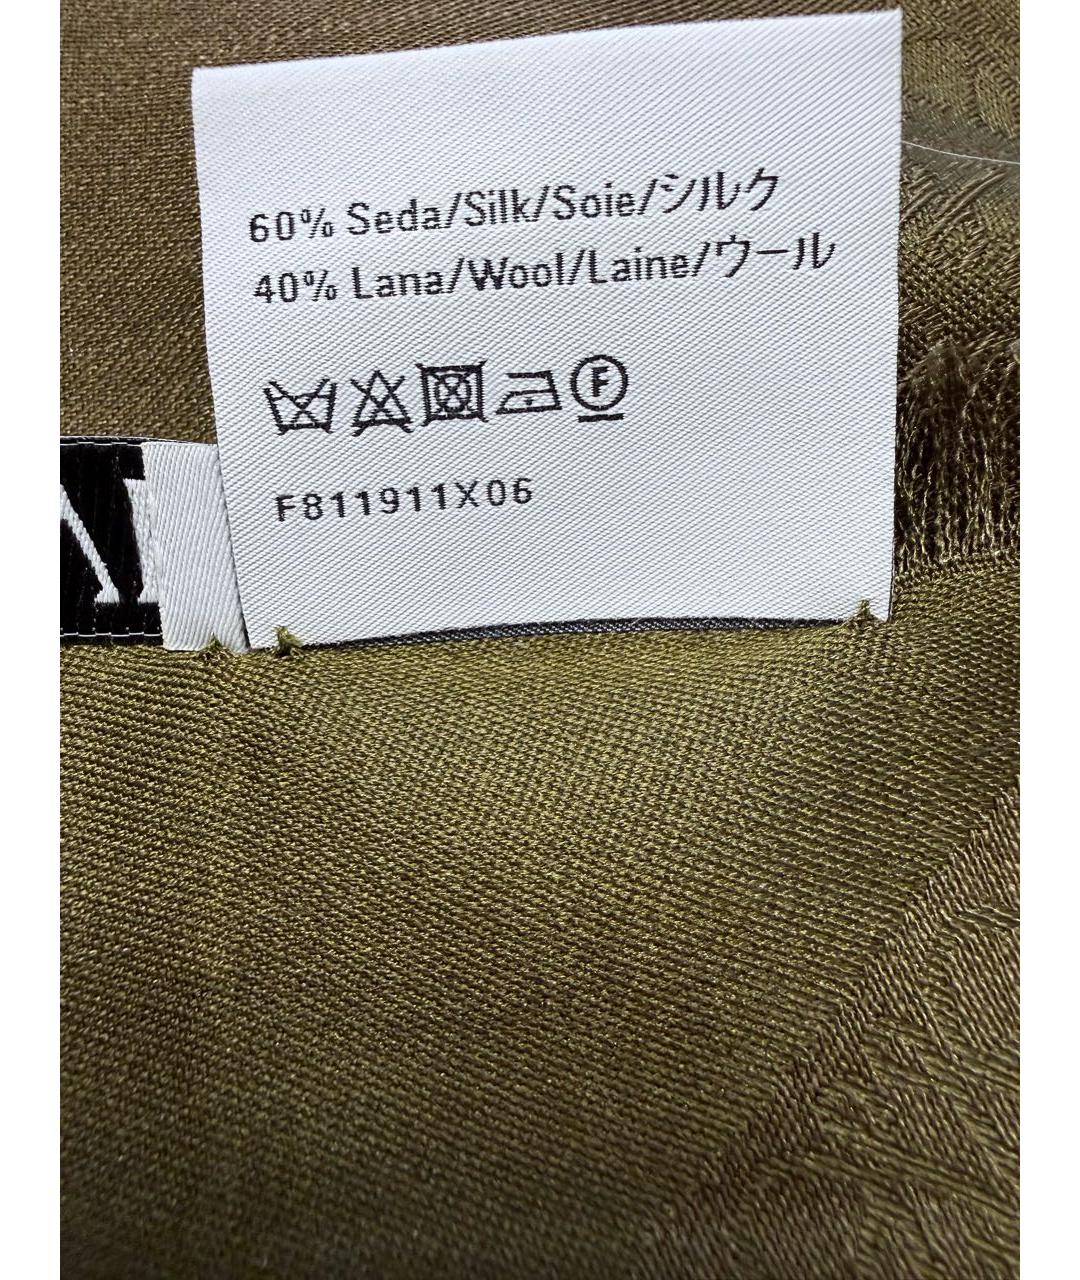 60% Seda/Silk/Soie/シルク
40% Lana/Wool/Laine/ウール
F
F811911X06